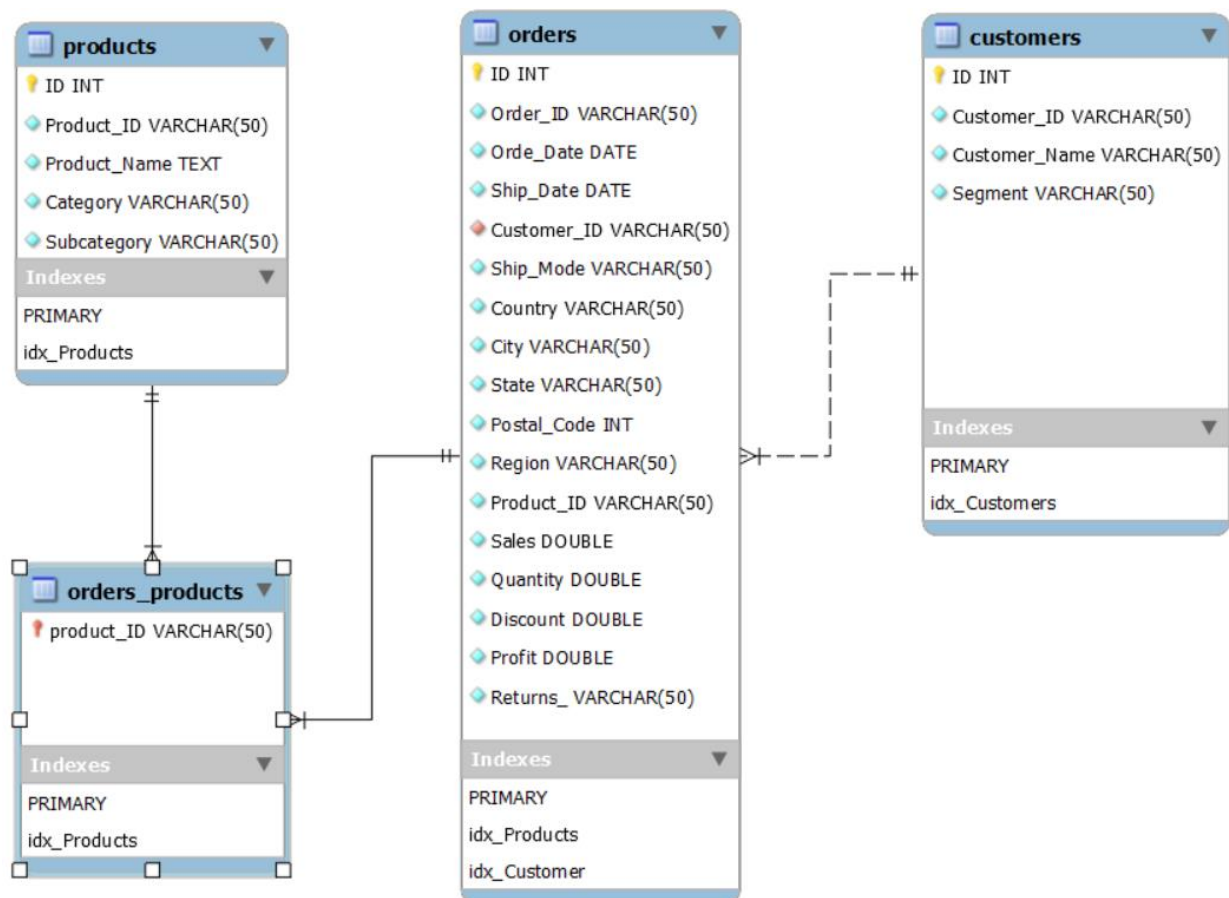 products
ID INT
Product_ID VARCHAR(50)
Product_Name TEXT
Category VARCHAR(50)
Subcategory VARCHAR(50)
Indexes
PRIMARY
idx_Products
orders_products
product_ID VARCHAR(50)
Indexes
PRIMARY
idx_Products
orders
ID INT
Order_ID VARCHAR(50)
Orde_Date DATE
Ship_Date DATE
Customer_ID VARCHAR(50)
Ship_Mode VARCHAR(50)
Country VARCHAR(50)
City VARCHAR(50)
State VARCHAR(50)
Postal_Code INT
Region VARCHAR(50)
Product_ID VARCHAR(50)
Sales DOUBLE
Quantity DOUBLE
Discount DOUBLE
Profit DOUBLE
Returns_ VARCHAR(50)
Indexes
PRIMARY
idx_Products
idx_Customer
customers
ID INT
Customer_ID VARCHAR(50)
Customer_Name VARCHAR(50)
Segment VARCHAR(50)
Indexes
PRIMARY
idx_Customers